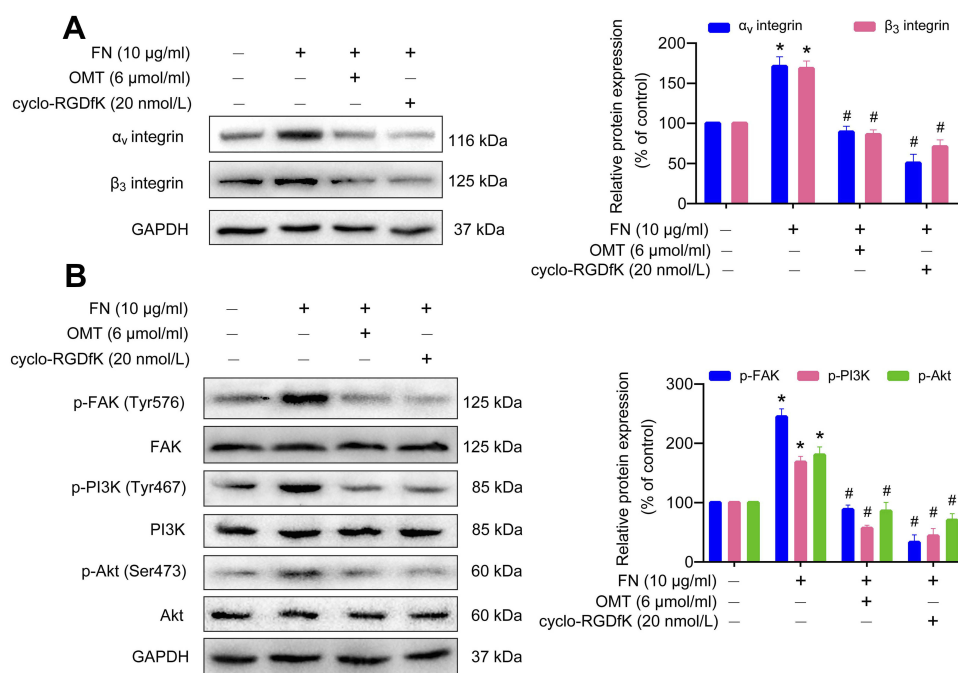 A
FN (10 µg/ml) – + + +
OMT (6 µmol/ml) – – + –
cyclo-RGDfK (20 nmol/L) – – – +
αv integrin 116 kDa
β3 integrin 125 kDa
GAPDH 37 kDa
αv integrin β3 integrin
Relative protein expression
(% of control)
200
150
100
50
0
* *
# #
# #
FN (10 µg/ml) – + + +
OMT (6 µmol/ml) – – + –
cyclo-RGDfK (20 nmol/L) – – – +
B
FN (10 µg/ml) – + + +
OMT (6 µmol/ml) – – + –
cyclo-RGDfK (20 nmol/L) – – – +
p-FAK (Tyr576) 125 kDa
FAK 125 kDa
p-PI3K (Tyr467) 85 kDa
PI3K 85 kDa
p-Akt (Ser473) 60 kDa
Akt 60 kDa
GAPDH 37 kDa
p-FAK p-PI3K p-Akt
Relative protein expression
(% of control)
300
200
100
0
* * *
# # #
# # #
FN (10 µg/ml) – + + +
OMT (6 µmol/ml) – – + –
cyclo-RGDfK (20 nmol/L) – – – +